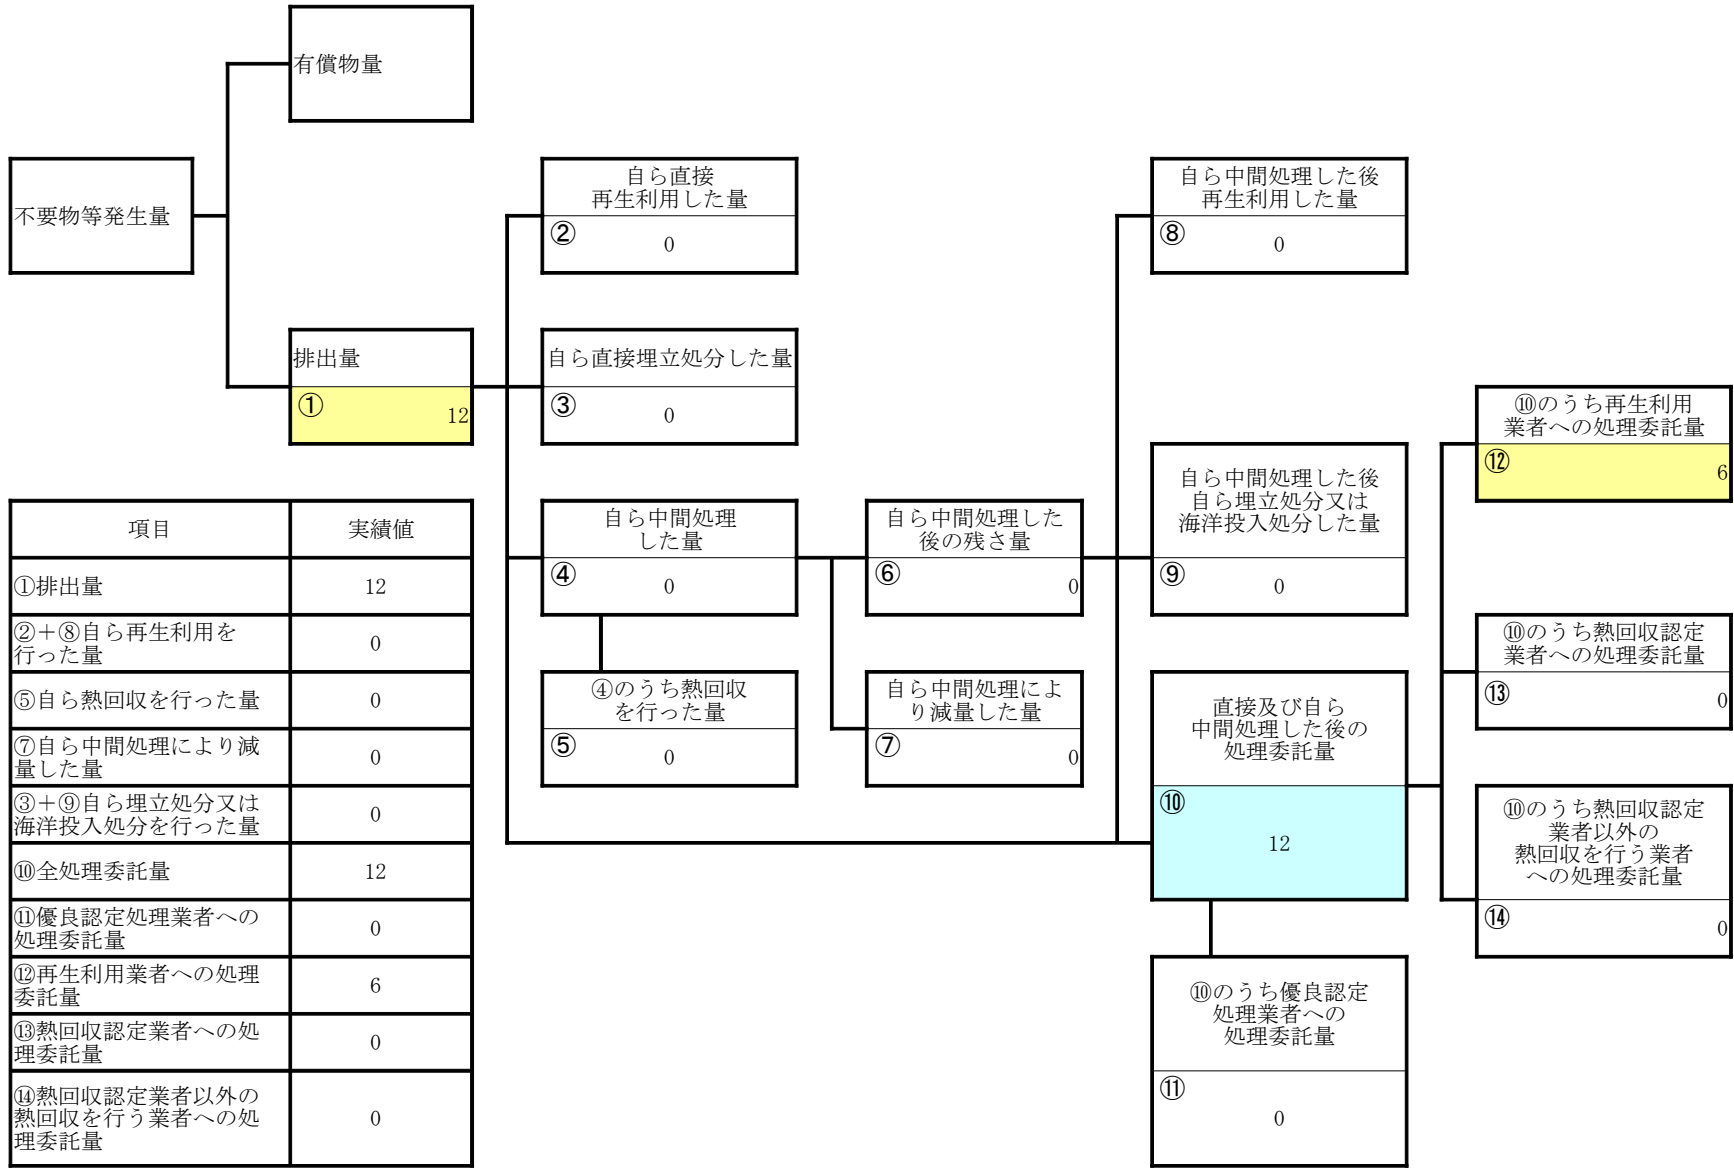 有償物量
不要物等発生量
自ら直接
再生利用した量
②
0
自ら中間処理した後
再生利用した量
⑧
0
排出量
①
12
自ら直接埋立処分した量
③
0
⑩のうち再生利用
業者への処理委託量
⑫
6
自ら中間処理した後
自ら埋立処分又は
海洋投入処分した量
⑨
0
自ら中間処理
した量
④
0
自ら中間処理した
後の残さ量
⑥
0
⑩のうち熱回収認定
業者への処理委託量
⑬
0
④のうち熱回収
を行った量
⑤
0
自ら中間処理によ
り減量した量
⑦
0
直接及び自ら
中間処理した後の
処理委託量
⑩
12
⑩のうち熱回収認定
業者以外の
熱回収を行う業者
への処理委託量
⑭
0
⑩のうち優良認定
処理業者への
処理委託量
⑪
0
項目 実績値
①排出量 12
②＋⑧自ら再生利用を
行った量 0
⑤自ら熱回収を行った量 0
⑦自ら中間処理により減
量した量 0
③＋⑨自ら埋立処分又は
海洋投入処分を行った量 0
⑩全処理委託量 12
⑪優良認定処理業者への
処理委託量 0
⑫再生利用業者への処理
委託量 6
⑬熱回収認定業者への処
理委託量 0
⑭熱回収認定業者以外の
熱回収を行う業者への処
理委託量 0